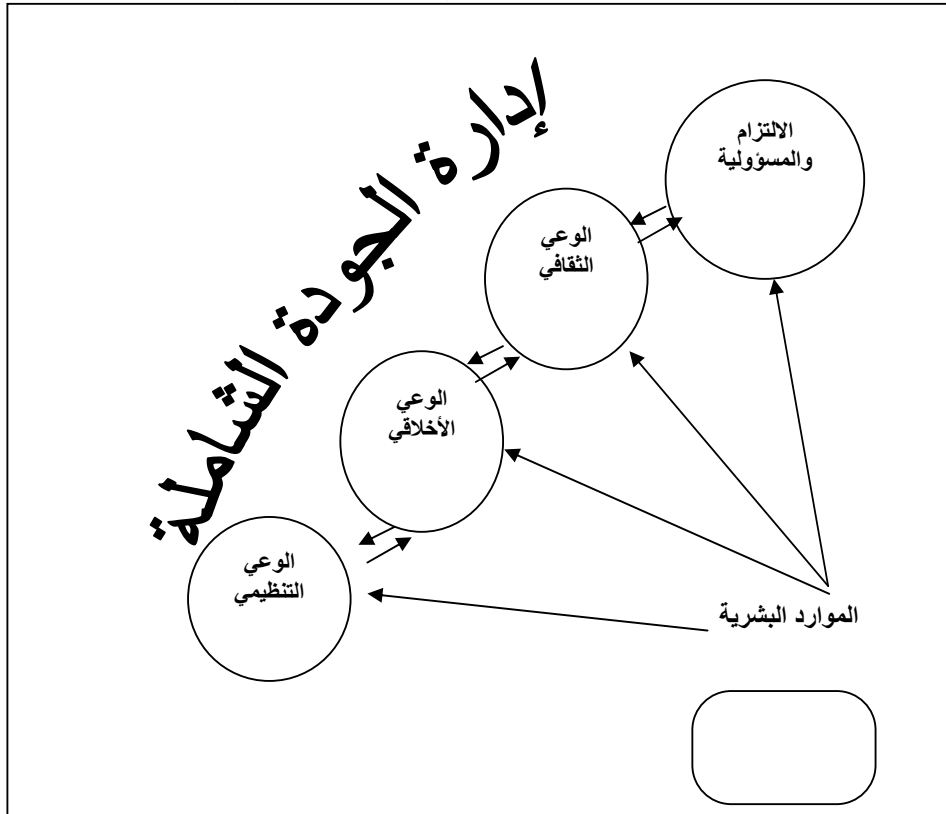 إدارة الجودة الشاملة
الالتزام
والمسؤولية
الوعي
الثقافي
الوعي
الأخلاقي
الوعي
التنظيمي
الموارد البشرية